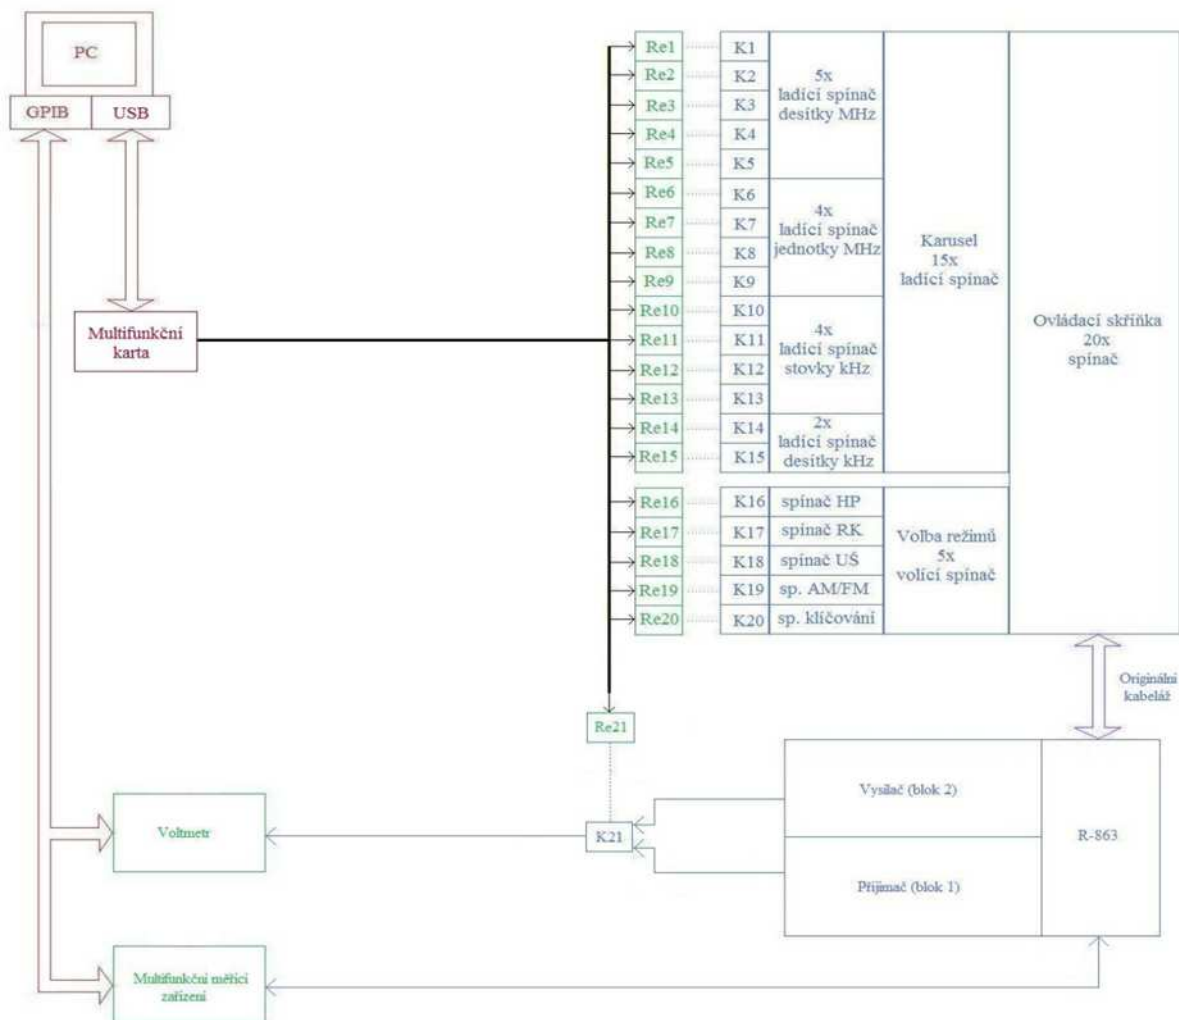 PC
GPIB
USB
Multifunkční
karta
Re1
Re2
Re3
Re4
Re5
Re6
Re7
Re8
Re9
Re10
Re11
Re12
Re13
Re14
Re15
Re16
Re17
Re18
Re19
Re20
Re21
K1
K2
K3
K4
K5
K6
K7
K8
K9
K10
K11
K12
K13
K14
K15
K16
K17
K18
K19
K20
K21
5x
ladící spínač
desítky MHz
4x
ladící spínač
jednotky MHz
4x
ladící spínač
stovky kHz
2x
ladící spínač
desítky kHz
spínač HP
spínač RK
spínač UŠ
sp. AM/FM
sp. klíčování
Karusel
15x
ladící spínač
Volba režimů
5x
volící spínač
Ovládací skříňka
20x
spínač
Originální
kabeláž
Vysílač (blok 2)
Přijímač (blok 1)
R-863
Voltmetr
Multifunkční měřící
zařízení